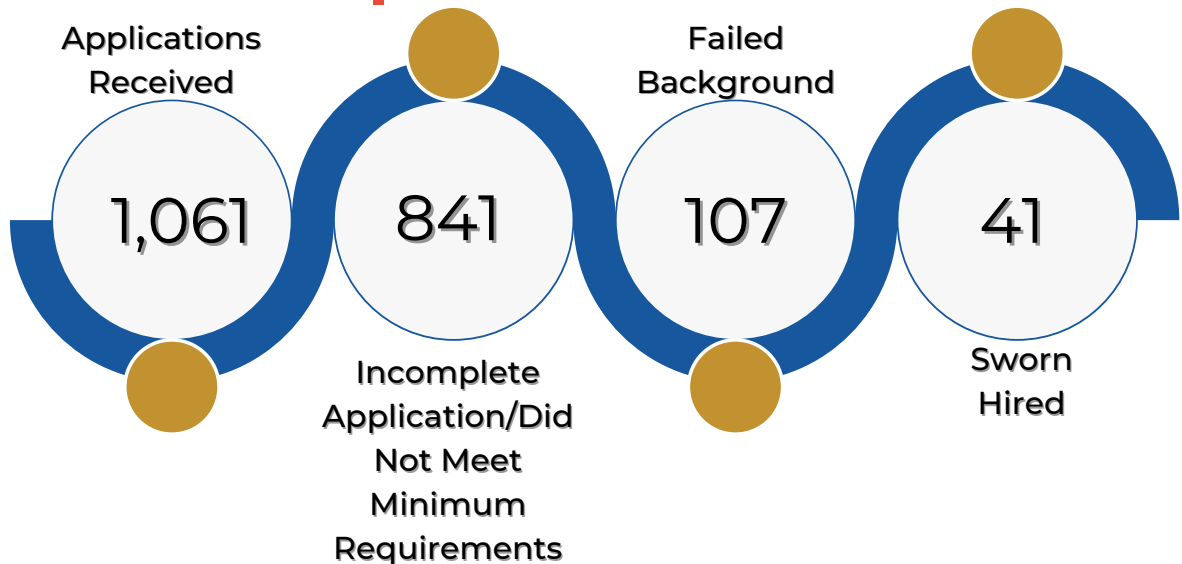 Applications
Received
1,061
841
Incomplete
Application/Did
Not Meet
Minimum
Requirements
Failed
Background
107
41
Sworn
Hired